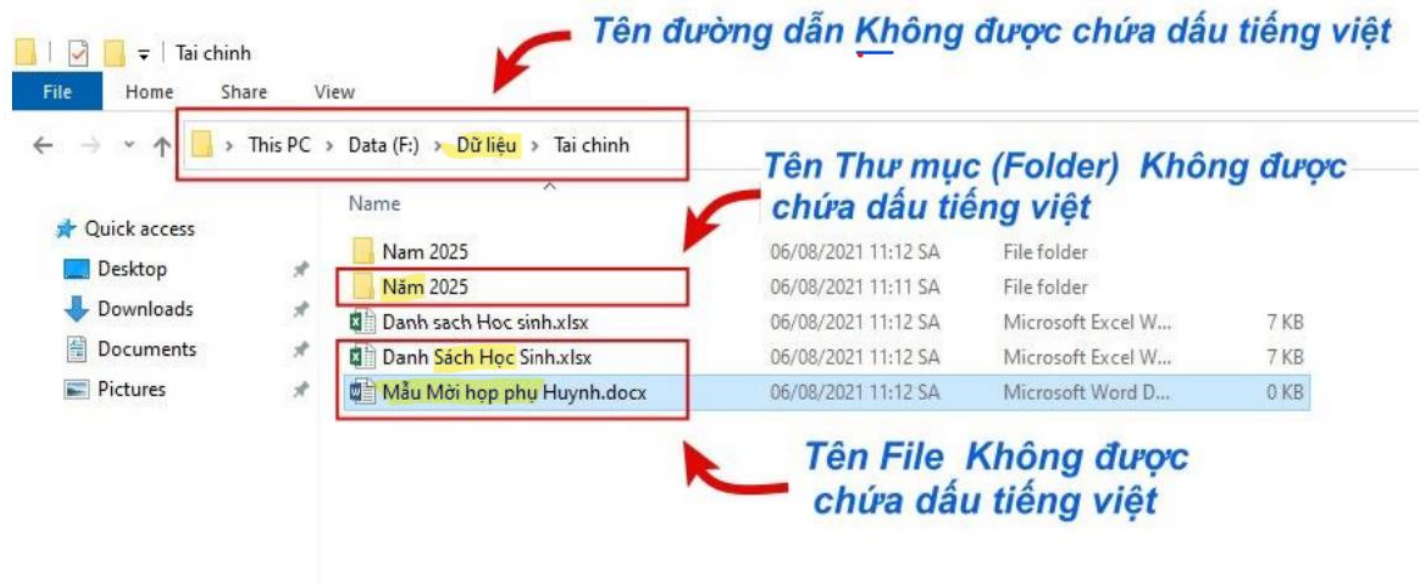 Tên đường dẫn Không được chứa dấu tiếng việt
Tai chinh
File Home Share View
This PC > Data (F:) > Dữ liệu > Tai chinh
Tên Thư mục (Folder) Không được
chứa dấu tiếng việt
Name
Quick access
Desktop
Downloads
Documents
Pictures
Nam 2025 06/08/2021 11:12 SA File folder
Năm 2025 06/08/2021 11:11 SA File folder
Danh sach Hoc sinh.xlsx 06/08/2021 11:12 SA Microsoft Excel W... 7 KB
Danh Sách Học Sinh.xlsx 06/08/2021 11:12 SA Microsoft Excel W... 7 KB
Mẫu Mời họp phụ Huynh.docx 06/08/2021 11:12 SA Microsoft Word D... 0 KB
Tên File Không được
chứa dấu tiếng việt